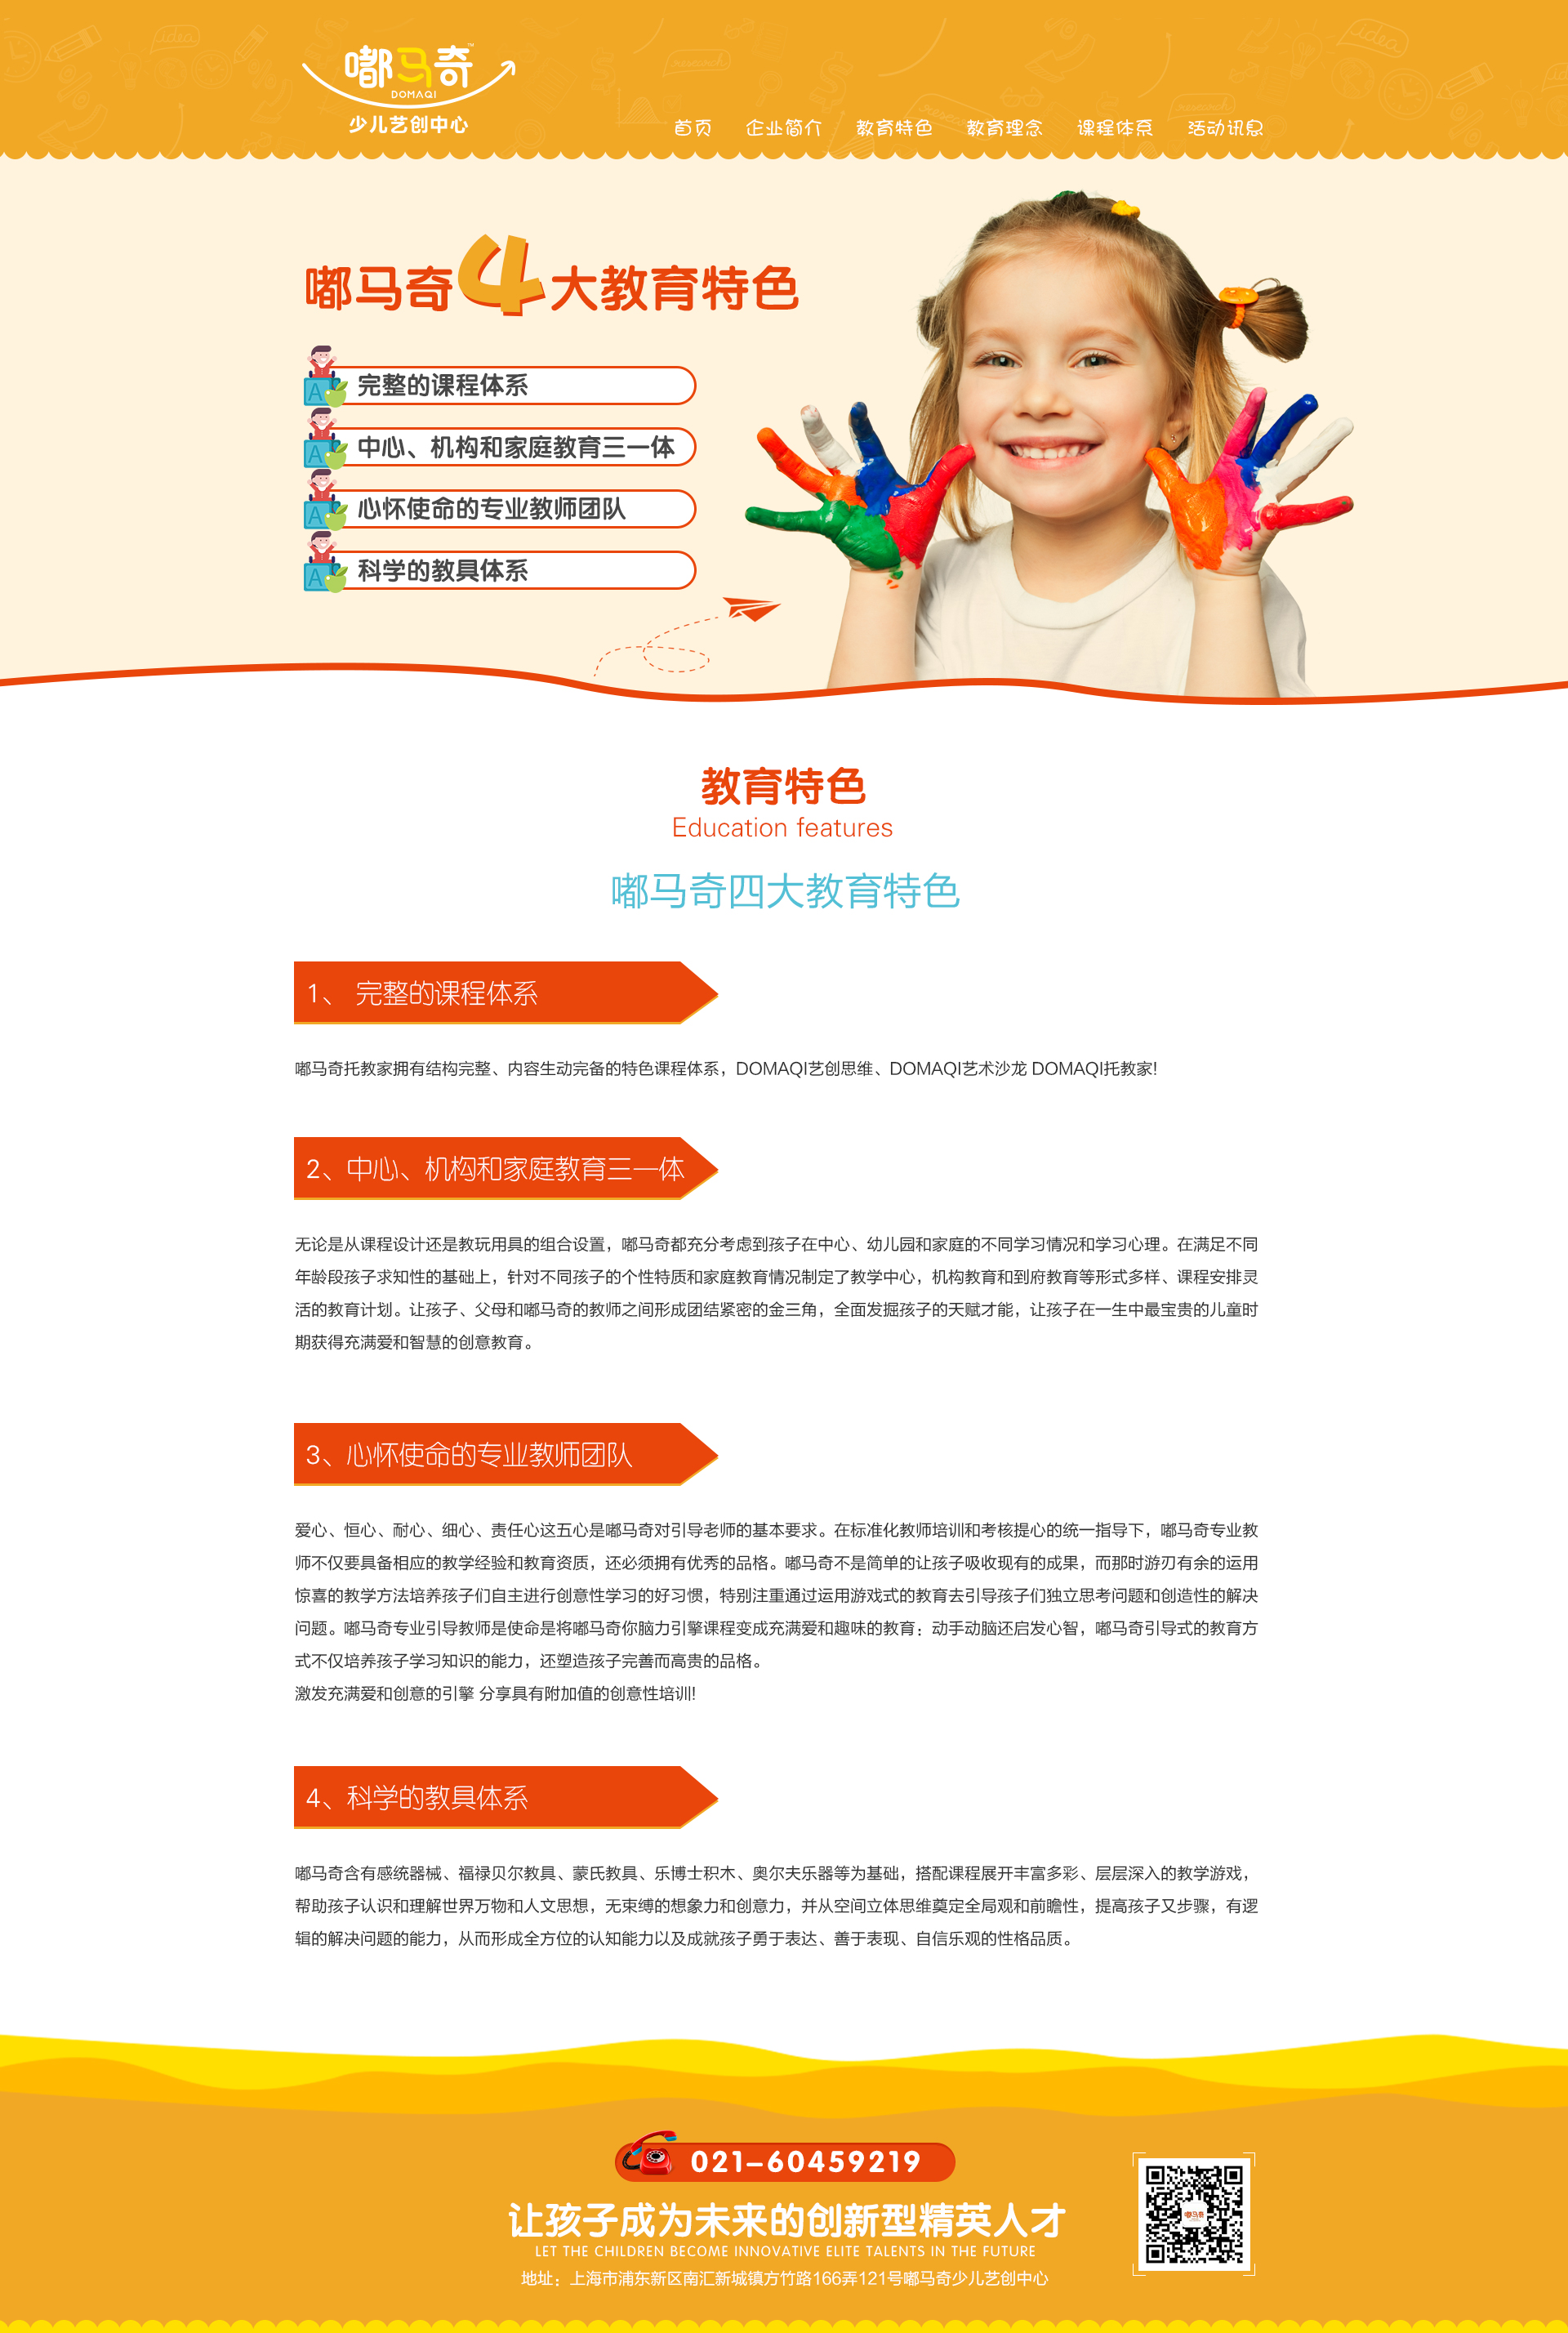 嘟马奇
DOMAQI
少儿艺创中心
首页 企业简介 教育特色 教育理念 课程体系 活动讯息
嘟马奇4大教育特色
完整的课程体系
中心、机构和家庭教育三一体
心怀使命的专业教师团队
科学的教具体系
教育特色
Education features
嘟马奇四大教育特色
1、 完整的课程体系
嘟马奇托教家拥有结构完整、内容生动完备的特色课程体系，DOMAQI艺创思维、DOMAQI艺术沙龙 DOMAQI托教家!
2、中心、机构和家庭教育三一体
无论是从课程设计还是教玩用具的组合设置，嘟马奇都充分考虑到孩子在中心、幼儿园和家庭的不同学习情况和学习心理。在满足不同
年龄段孩子求知性的基础上，针对不同孩子的个性特质和家庭教育情况制定了教学中心，机构教育和到府教育等形式多样、课程安排灵
活的教育计划。让孩子、父母和嘟马奇的教师之间形成团结紧密的金三角，全面发掘孩子的天赋才能，让孩子在一生中最宝贵的儿童时
期获得充满爱和智慧的创意教育。
3、心怀使命的专业教师团队
爱心、恒心、耐心、细心、责任心这五心是嘟马奇对引导老师的基本要求。在标准化教师培训和考核提心的统一指导下，嘟马奇专业教
师不仅要具备相应的教学经验和教育资质，还必须拥有优秀的品格。嘟马奇不是简单的让孩子吸收现有的成果，而那时游刃有余的运用
惊喜的教学方法培养孩子们自主进行创意性学习的好习惯，特别注重通过运用游戏式的教育去引导孩子们独立思考问题和创造性的解决
问题。嘟马奇专业引导教师是使命是将嘟马奇你脑力引擎课程变成充满爱和趣味的教育：动手动脑还启发心智，嘟马奇引导式的教育方
式不仅培养孩子学习知识的能力，还塑造孩子完善而高贵的品格。
激发充满爱和创意的引擎 分享具有附加值的创意性培训!
4、科学的教具体系
嘟马奇含有感统器械、福禄贝尔教具、蒙氏教具、乐博士积木、奥尔夫乐器等为基础，搭配课程展开丰富多彩、层层深入的教学游戏，
帮助孩子认识和理解世界万物和人文思想，无束缚的想象力和创意力，并从空间立体思维奠定全局观和前瞻性，提高孩子又步骤，有逻
辑的解决问题的能力，从而形成全方位的认知能力以及成就孩子勇于表达、善于表现、自信乐观的性格品质。
021-60459219
让孩子成为未来的创新型精英人才
LET THE CHILDREN BECOME INNOVATIVE ELITE TALENTS IN THE FUTURE
地址：上海市浦东新区南汇新城镇方竹路166弄121号嘟马奇少儿艺创中心
嘟马奇